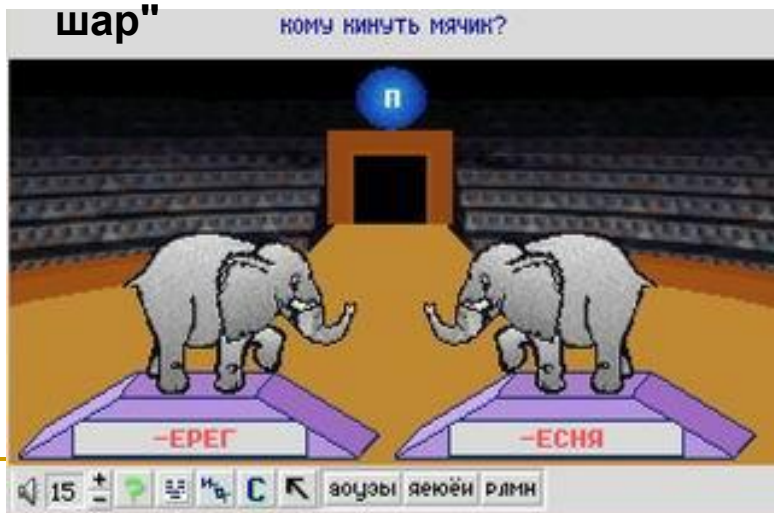 шар"
кому кинуть мячик?
П
-ЕРЕГ
-ЕСНЯ
15 + - ? С аоуэы яеюёи рлмн